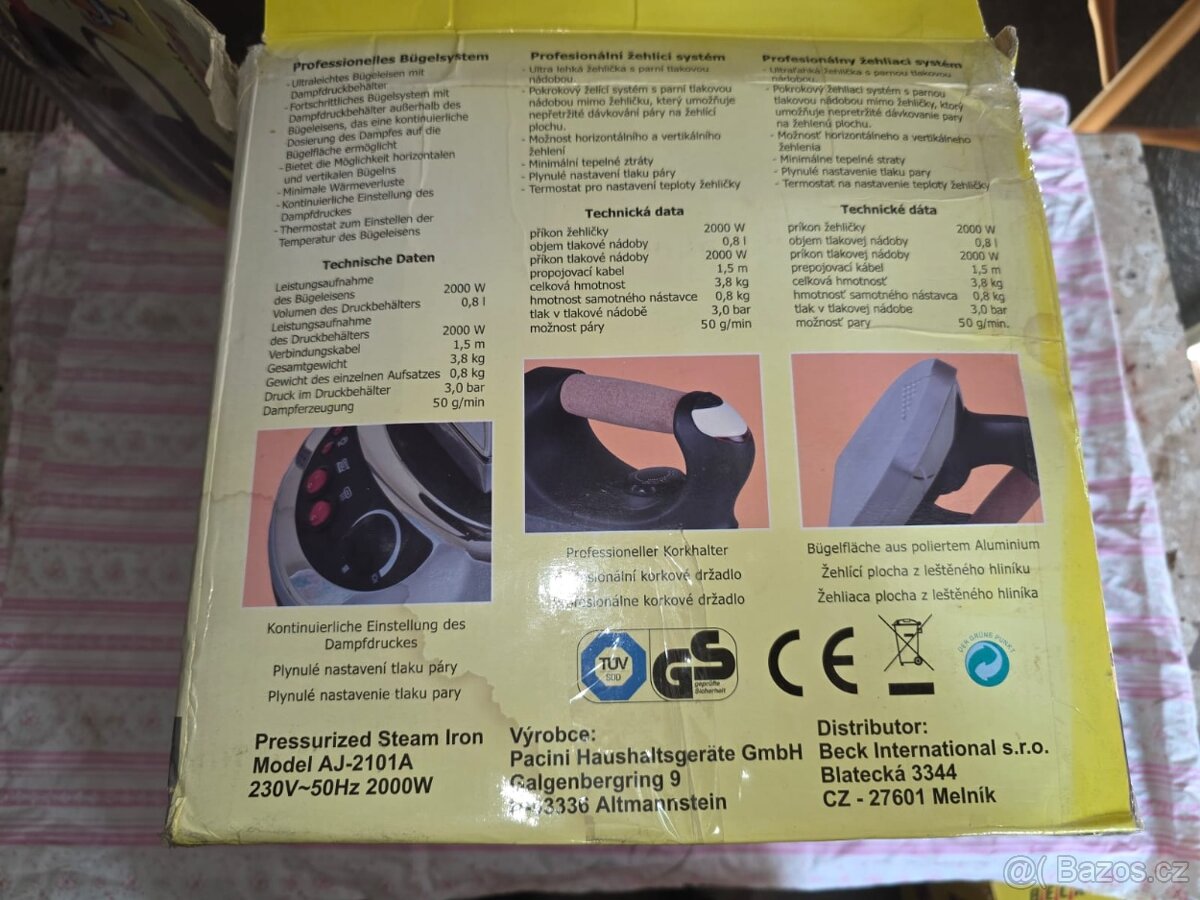 Professionelles Bügelsystem
- Ultraleichtes Bügeleisen mit
Dampfdruckbehälter
- Fortschrittliches Bügelsystem mit
Dampfdruckbehälter außerhalb des
Bügeleisens, das eine kontinuierliche
Dosierung des Dampfes auf die
Bügelfläche ermöglicht
- Bietet die Möglichkeit horizontalen
und vertikalen Bügelns
- Minimale Wärmeverluste
- Kontinuierliche Einstellung des
Dampfdruckes
- Thermostat zum Einstellen der
Temperatur des Bügeleisens
Technische Daten
Leistungsaufnahme
des Bügeleisens 2000 W
Volumen des Druckbehälters 0,8 l
Leistungsaufnahme
des Druckbehälters 2000 W
Verbindungskabel 1,5 m
Gesamtgewicht 3,8 kg
Gewicht des einzelnen Aufsatzes 0,8 kg
Druck im Druckbehälter 3,0 bar
Dampferzeugung 50 g/min
Profesionální žehlicí systém
- Ultra lehká žehlička s parní tlakovou
nádobou.
- Pokrokový želící systém s parní tlakovou
nádobou mimo žehličku, který umožňuje
nepřetržité dávkování páry na žehlící
plochu.
- Možnost horizontálního a vertikálního
žehlení
- Minimální tepelné ztráty
- Plynulé nastavení tlaku páry
- Termostat pro nastavení teploty žehličky
Technická data
příkon žehličky 2000 W
objem tlakové nádoby 0,8 l
příkon tlakové nádoby 2000 W
propojovací kabel 1,5 m
celková hmotnost 3,8 kg
hmotnost samotného nástavce 0,8 kg
tlak v tlakové nádobě 3,0 bar
možnost páry 50 g/min
Profesionálny žehliaci systém
- Ultraľahká žehlička s parnou tlakovou
nádobou.
- Pokrokový žehliaci systém s parnou
tlakovou nádobou mimo žehličky, ktorý
umožňuje nepretržité dávkovanie pary
na žehlenú plochu.
- Možnosť horizontálneho a vertikálneho
žehlenia
- Minimálne tepelné straty
- Plynulé nastavenie tlaku pary
- Termostat na nastavenie teploty žehličky
Technické dáta
príkon žehličky 2000 W
objem tlakovej nádoby 0,8 l
príkon tlakovej nádoby 2000 W
prepojovací kábel 1,5 m
celková hmotnosť 3,8 kg
hmotnosť samotného nástavca 0,8 kg
tlak v tlakovej nádobe 3,0 bar
možnosť pary 50 g/min.
Kontinuierliche Einstellung des
Dampfdruckes
Plynulé nastavení tlaku páry
Plynulé nastavenie tlaku pary
Professioneller Korkhalter
korkové držadlo
korkové držadlo
Bügelfläche aus poliertem Aluminium
Žehlící plocha z leštěného hliníku
Žehliaca plocha z leštěného hliníka
TÜV
SÜD
GS
geprüfte
Sicherheit
CE
DER GRÜNE PUNKT
Pressurized Steam Iron
Model AJ-2101A
230V~50Hz 2000W
Výrobce:
Pacini Haushaltsgeräte GmbH
Galgenbergring 9
Altmannstein
Distributor:
Beck International s.r.o.
Blatecká 3344
CZ - 27601 Melník
@( Bazos.cz